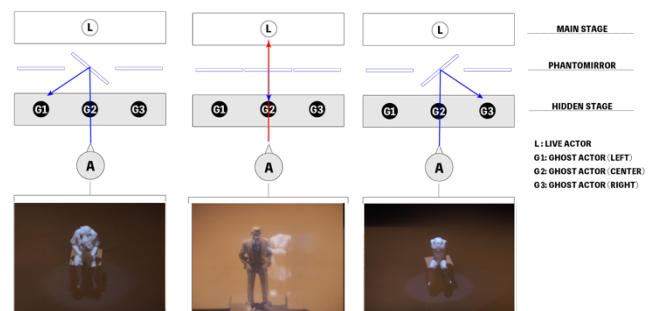 L
L
L
MAIN STAGE
PHANTOMIRROR
G1 G2 G3
G1 G2 G3
G1 G2 G3
HIDDEN STAGE
L : LIVE ACTOR
G1: GHOST ACTOR(LEFT)
G2: GHOST ACTOR(CENTER)
G3: GHOST ACTOR(RIGHT)
A
A
A